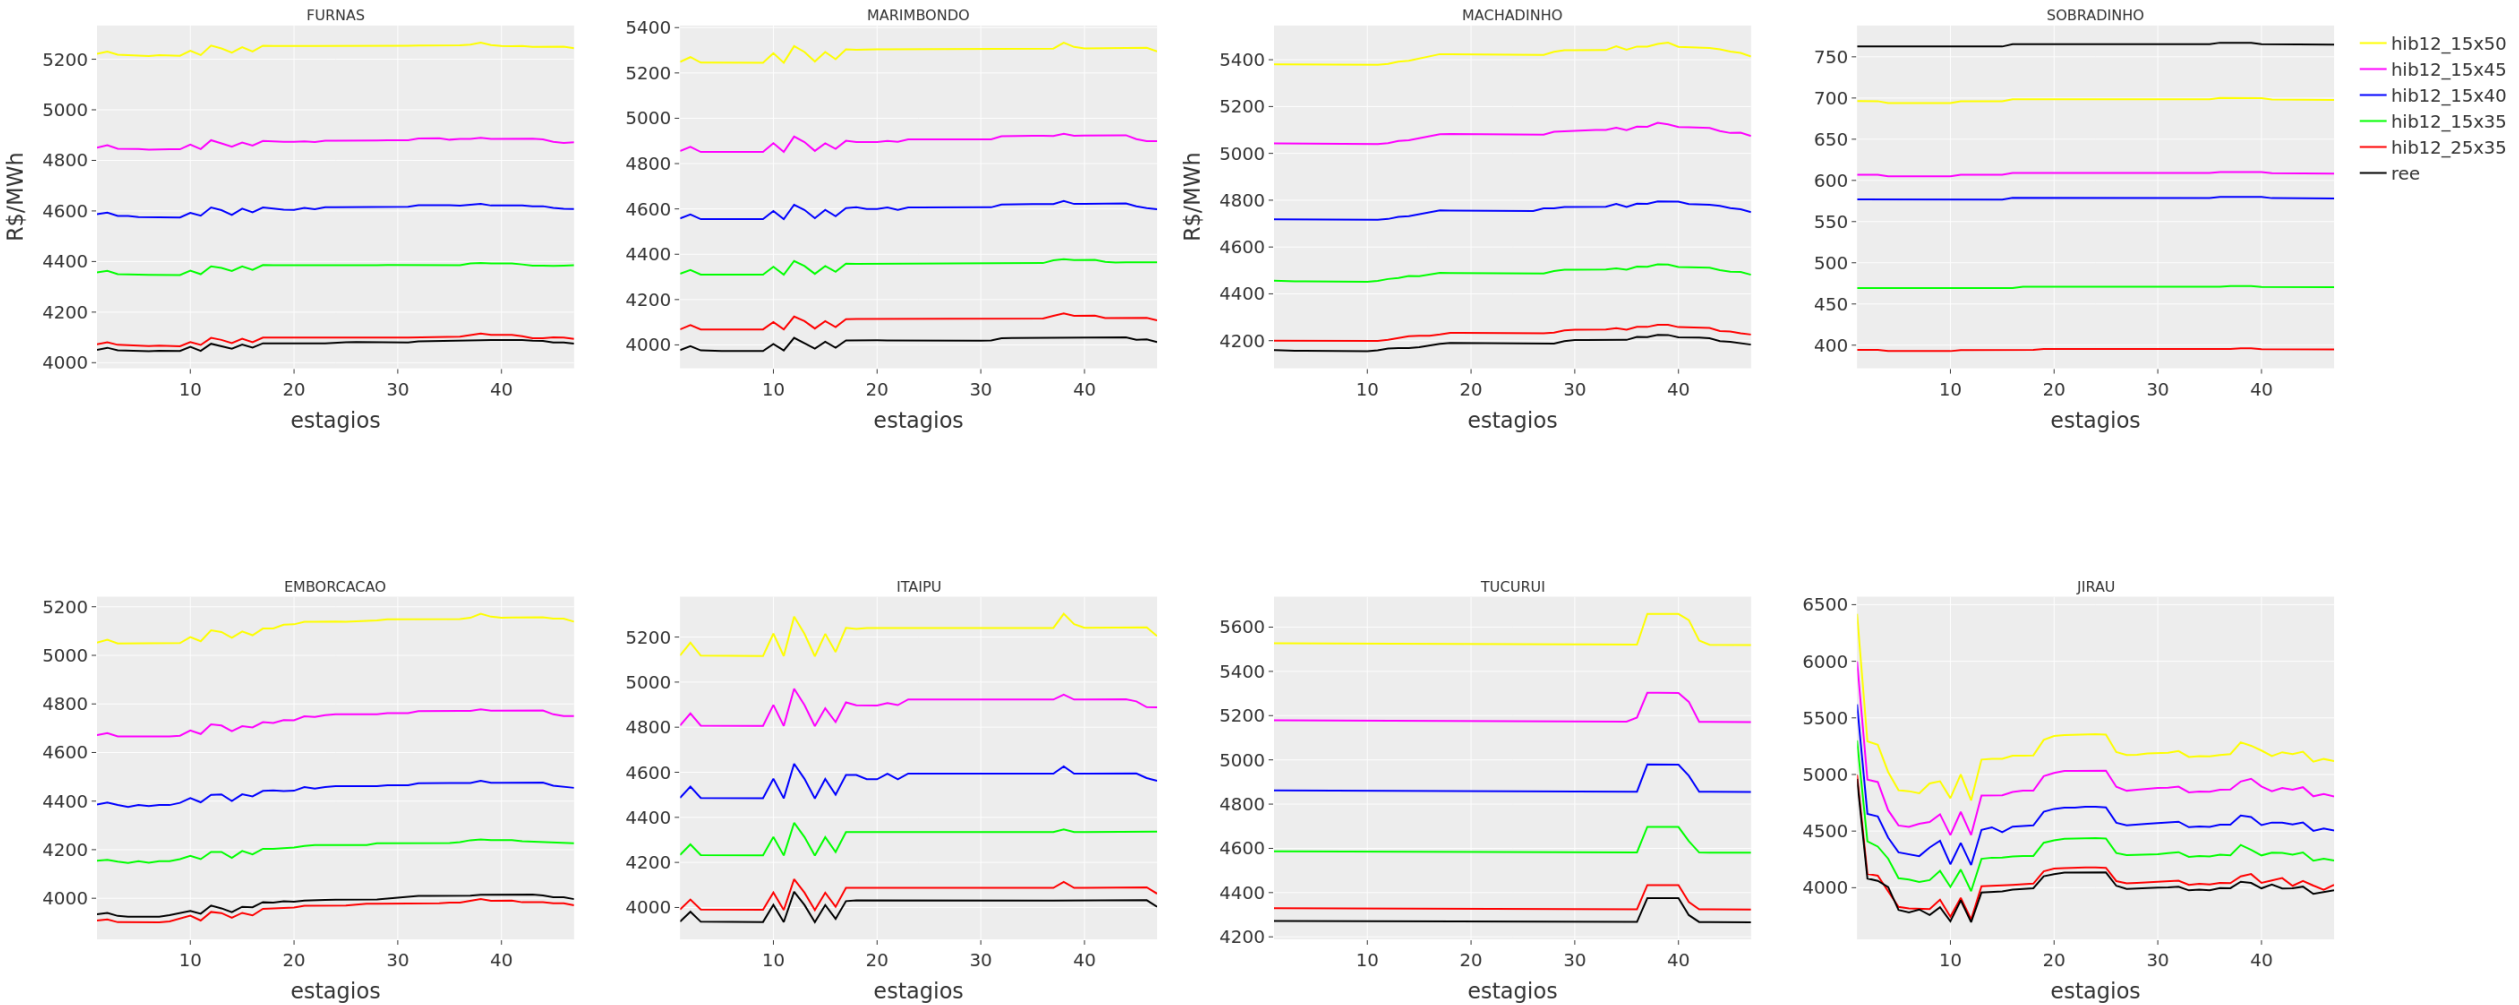 FURNAS
MARIMBONDO
MACHADINHO
SOBRADINHO
R$/MWh
5200
5000
4800
4600
4400
4200
4000
10 20 30 40
estagios
5400
5200
5000
4800
4600
4400
4200
4000
10 20 30 40
estagios
R$/MWh
5400
5200
5000
4800
4600
4400
4200
10 20 30 40
estagios
750
700
650
600
550
500
450
400
10 20 30 40
estagios
hib12_15x50
hib12_15x45
hib12_15x40
hib12_15x35
hib12_25x35
ree
EMBORCACAO
5200
5000
4800
4600
4400
4200
4000
10 20 30 40
estagios
ITAIPU
5200
5000
4800
4600
4400
4200
4000
10 20 30 40
estagios
TUCURUI
5600
5400
5200
5000
4800
4600
4400
4200
10 20 30 40
estagios
JIRAU
6500
6000
5500
5000
4500
4000
10 20 30 40
estagios